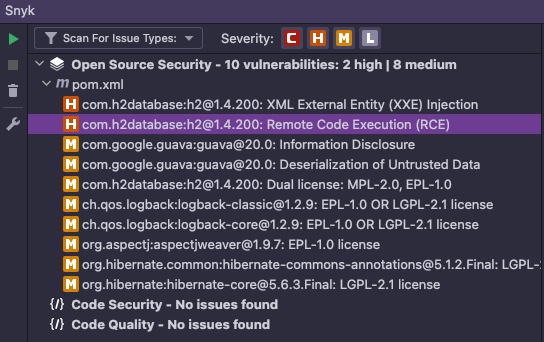 Snyk
Scan For Issue Types: Severity: C H M L
Open Source Security - 10 vulnerabilities: 2 high | 8 medium
m pom.xml
H com.h2database:h2@1.4.200: XML External Entity (XXE) Injection
H com.h2database:h2@1.4.200: Remote Code Execution (RCE)
M com.google.guava:guava@20.0: Information Disclosure
M com.google.guava:guava@20.0: Deserialization of Untrusted Data
M com.h2database:h2@1.4.200: Dual license: MPL-2.0, EPL-1.0
M ch.qos.logback:logback-classic@1.2.9: EPL-1.0 OR LGPL-2.1 license
M ch.qos.logback:logback-core@1.2.9: EPL-1.0 OR LGPL-2.1 license
M org.aspectj:aspectjweaver@1.9.7: EPL-1.0 license
M org.hibernate.common:hibernate-commons-annotations@5.1.2.Final: LGPL-
M org.hibernate:hibernate-core@5.6.3.Final: LGPL-2.1 license
{/} Code Security - No issues found
{/} Code Quality - No issues found